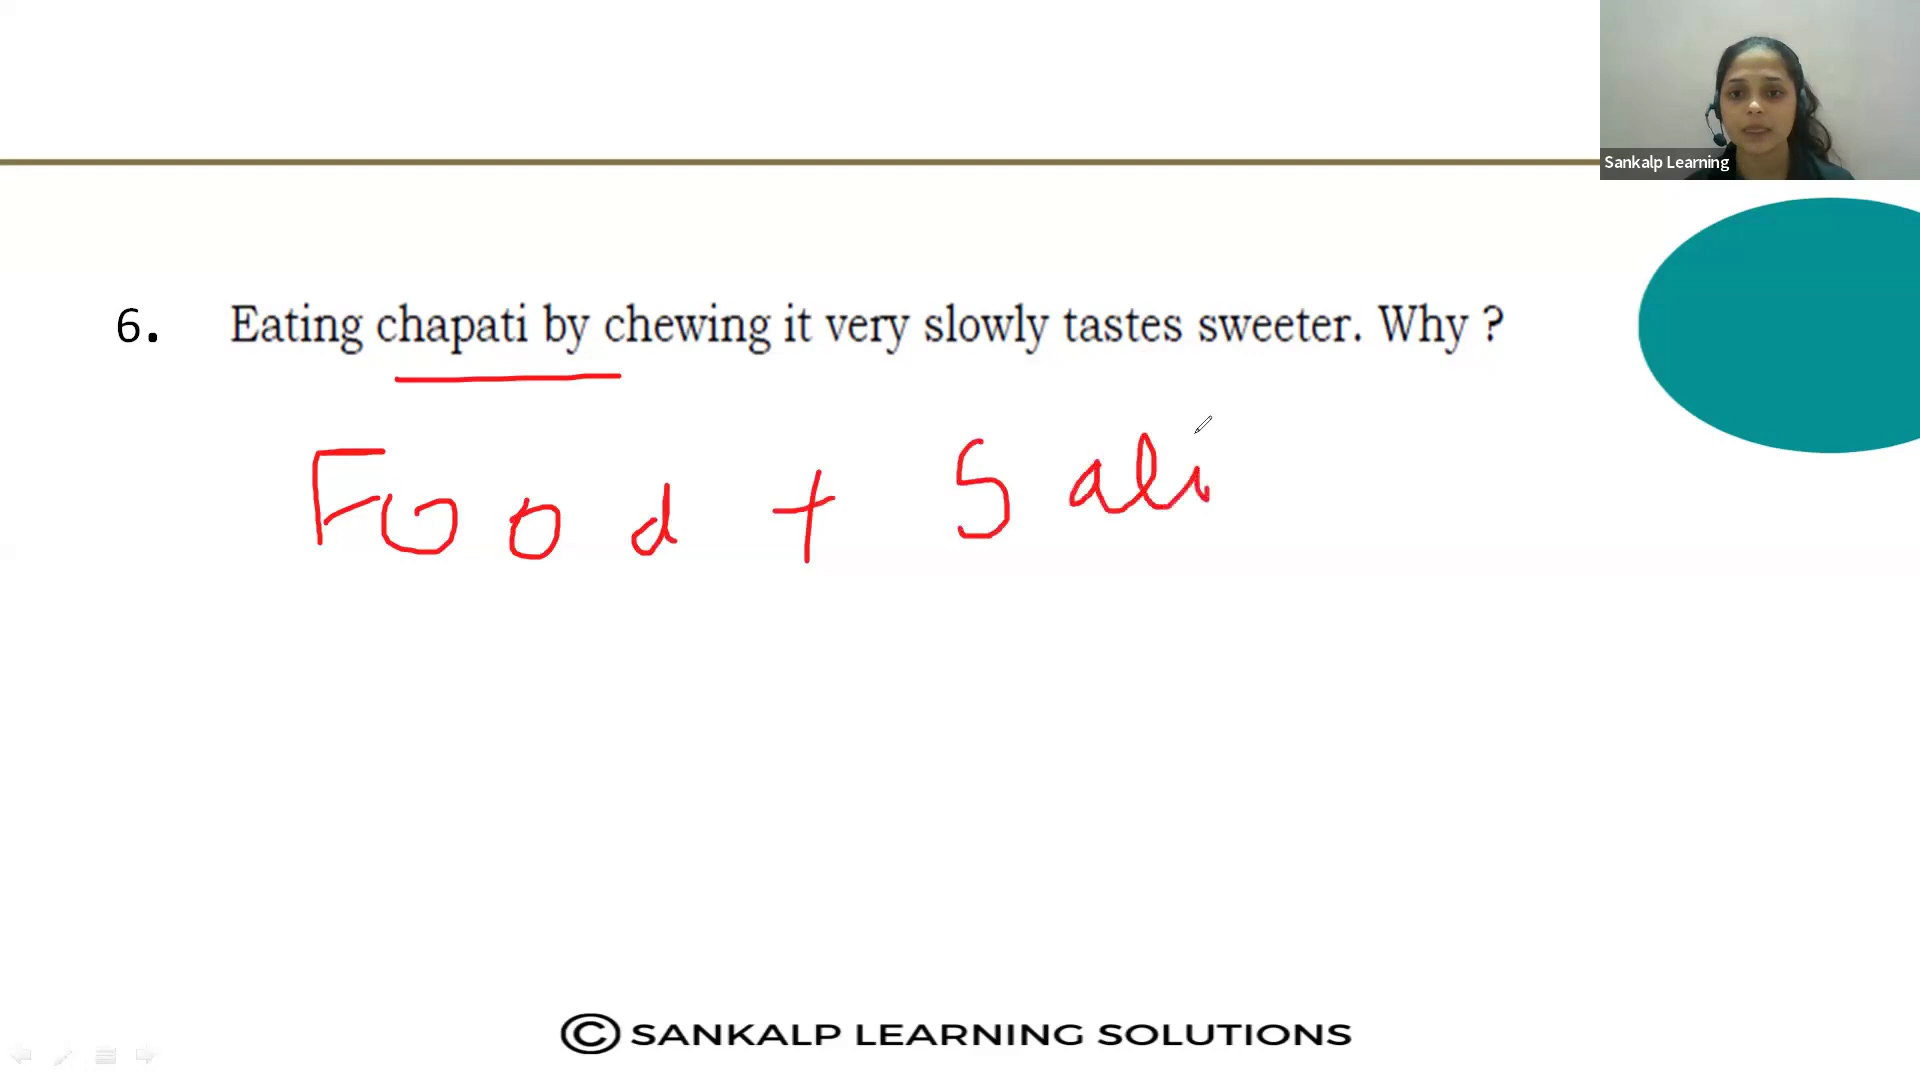 Sankalp Learning
6. Eating chapati by chewing it very slowly tastes sweeter. Why ?
Food + Sali
© SANKALP LEARNING SOLUTIONS